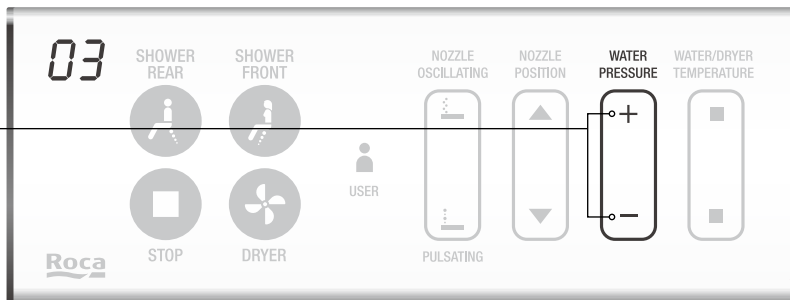 03
SHOWER
REAR
SHOWER
FRONT
NOZZLE
OSCILLATING
NOZZLE
POSITION
WATER
PRESSURE
WATER/DRYER
TEMPERATURE
+
−
USER
STOP
DRYER
PULSATING
Roca